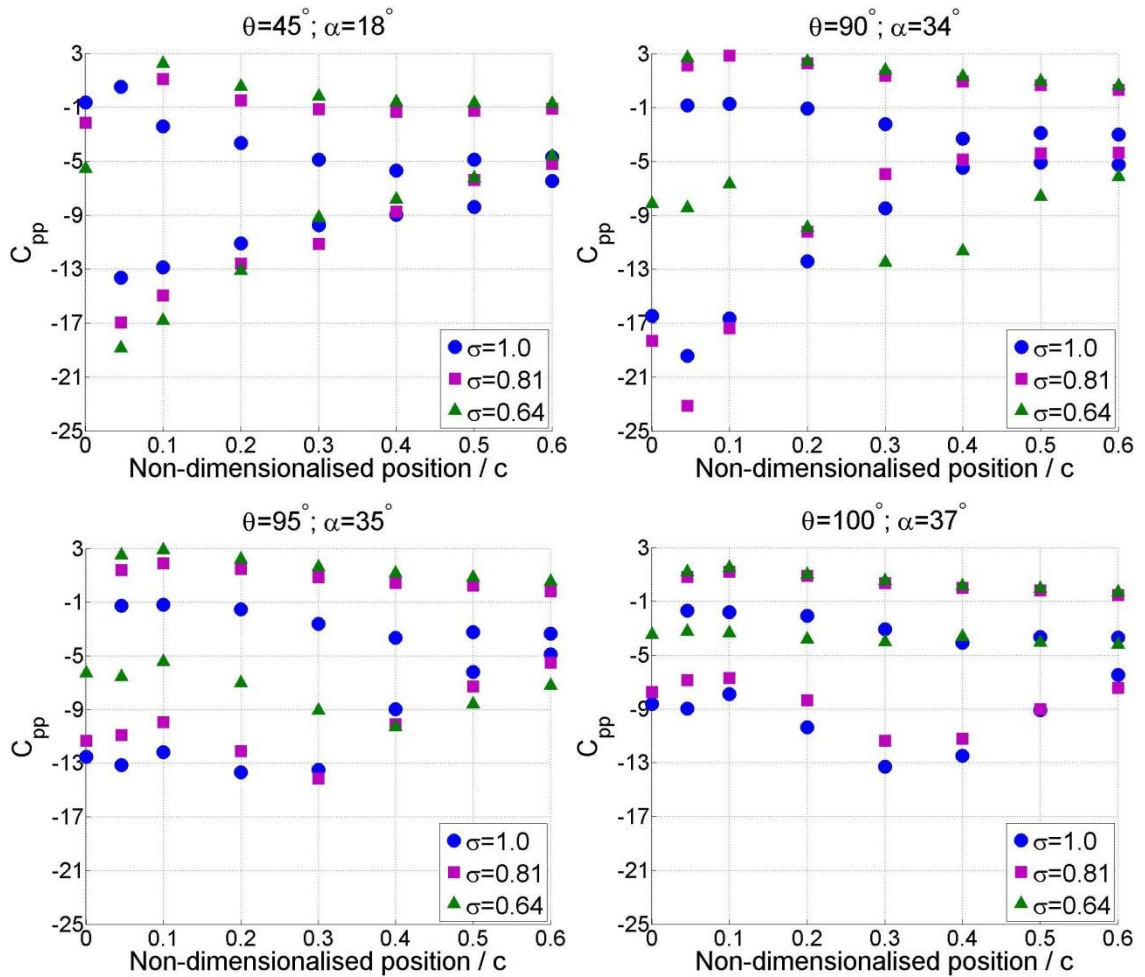 θ=45°; α=18°
3
-1
-5
-9
-13
-17
-21
-25
C_pp
0 0.1 0.2 0.3 0.4 0.5 0.6
Non-dimensionalised position / c
σ=1.0
σ=0.81
σ=0.64
θ=90°; α=34°
3
-1
-5
-9
-13
-17
-21
-25
C_pp
0 0.1 0.2 0.3 0.4 0.5 0.6
Non-dimensionalised position / c
σ=1.0
σ=0.81
σ=0.64
θ=95°; α=35°
3
-1
-5
-9
-13
-17
-21
-25
C_pp
0 0.1 0.2 0.3 0.4 0.5 0.6
Non-dimensionalised position / c
σ=1.0
σ=0.81
σ=0.64
θ=100°; α=37°
3
-1
-5
-9
-13
-17
-21
-25
C_pp
0 0.1 0.2 0.3 0.4 0.5 0.6
Non-dimensionalised position / c
σ=1.0
σ=0.81
σ=0.64